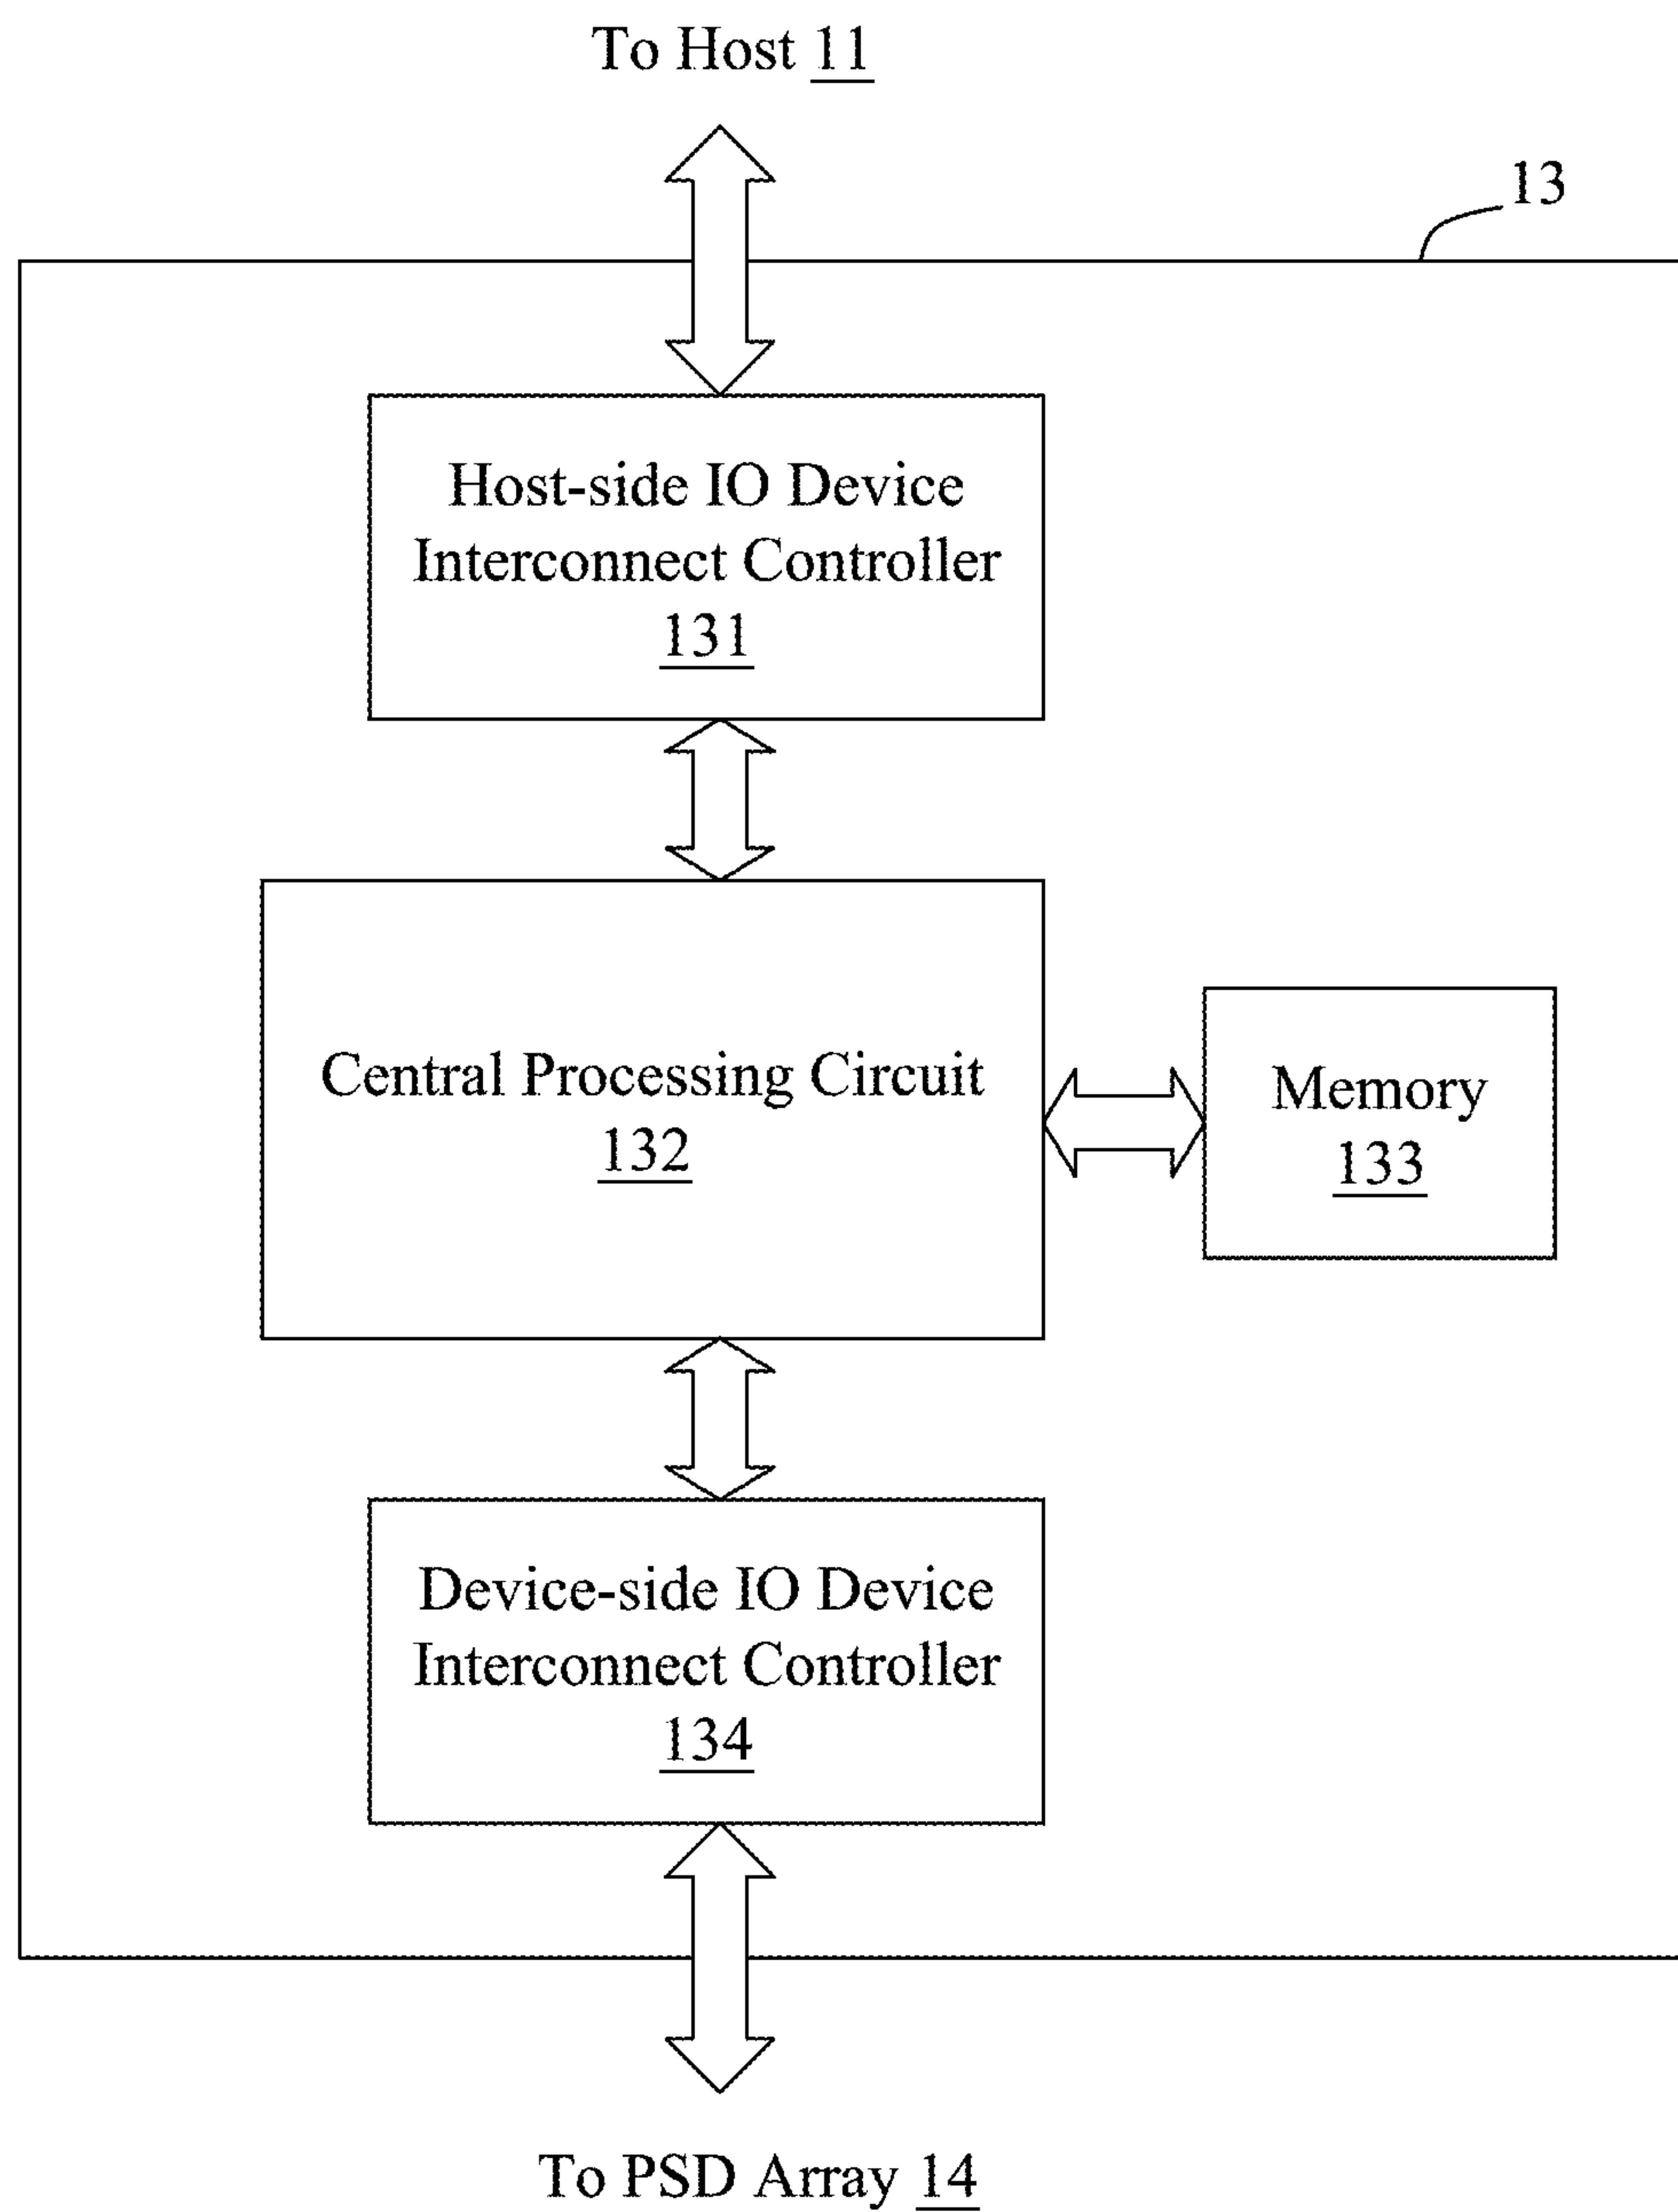 To Host 11
13
Host-side IO Device
Interconnect Controller
131
Central Processing Circuit
132
Memory
133
Device-side IO Device
Interconnect Controller
134
To PSD Array 14